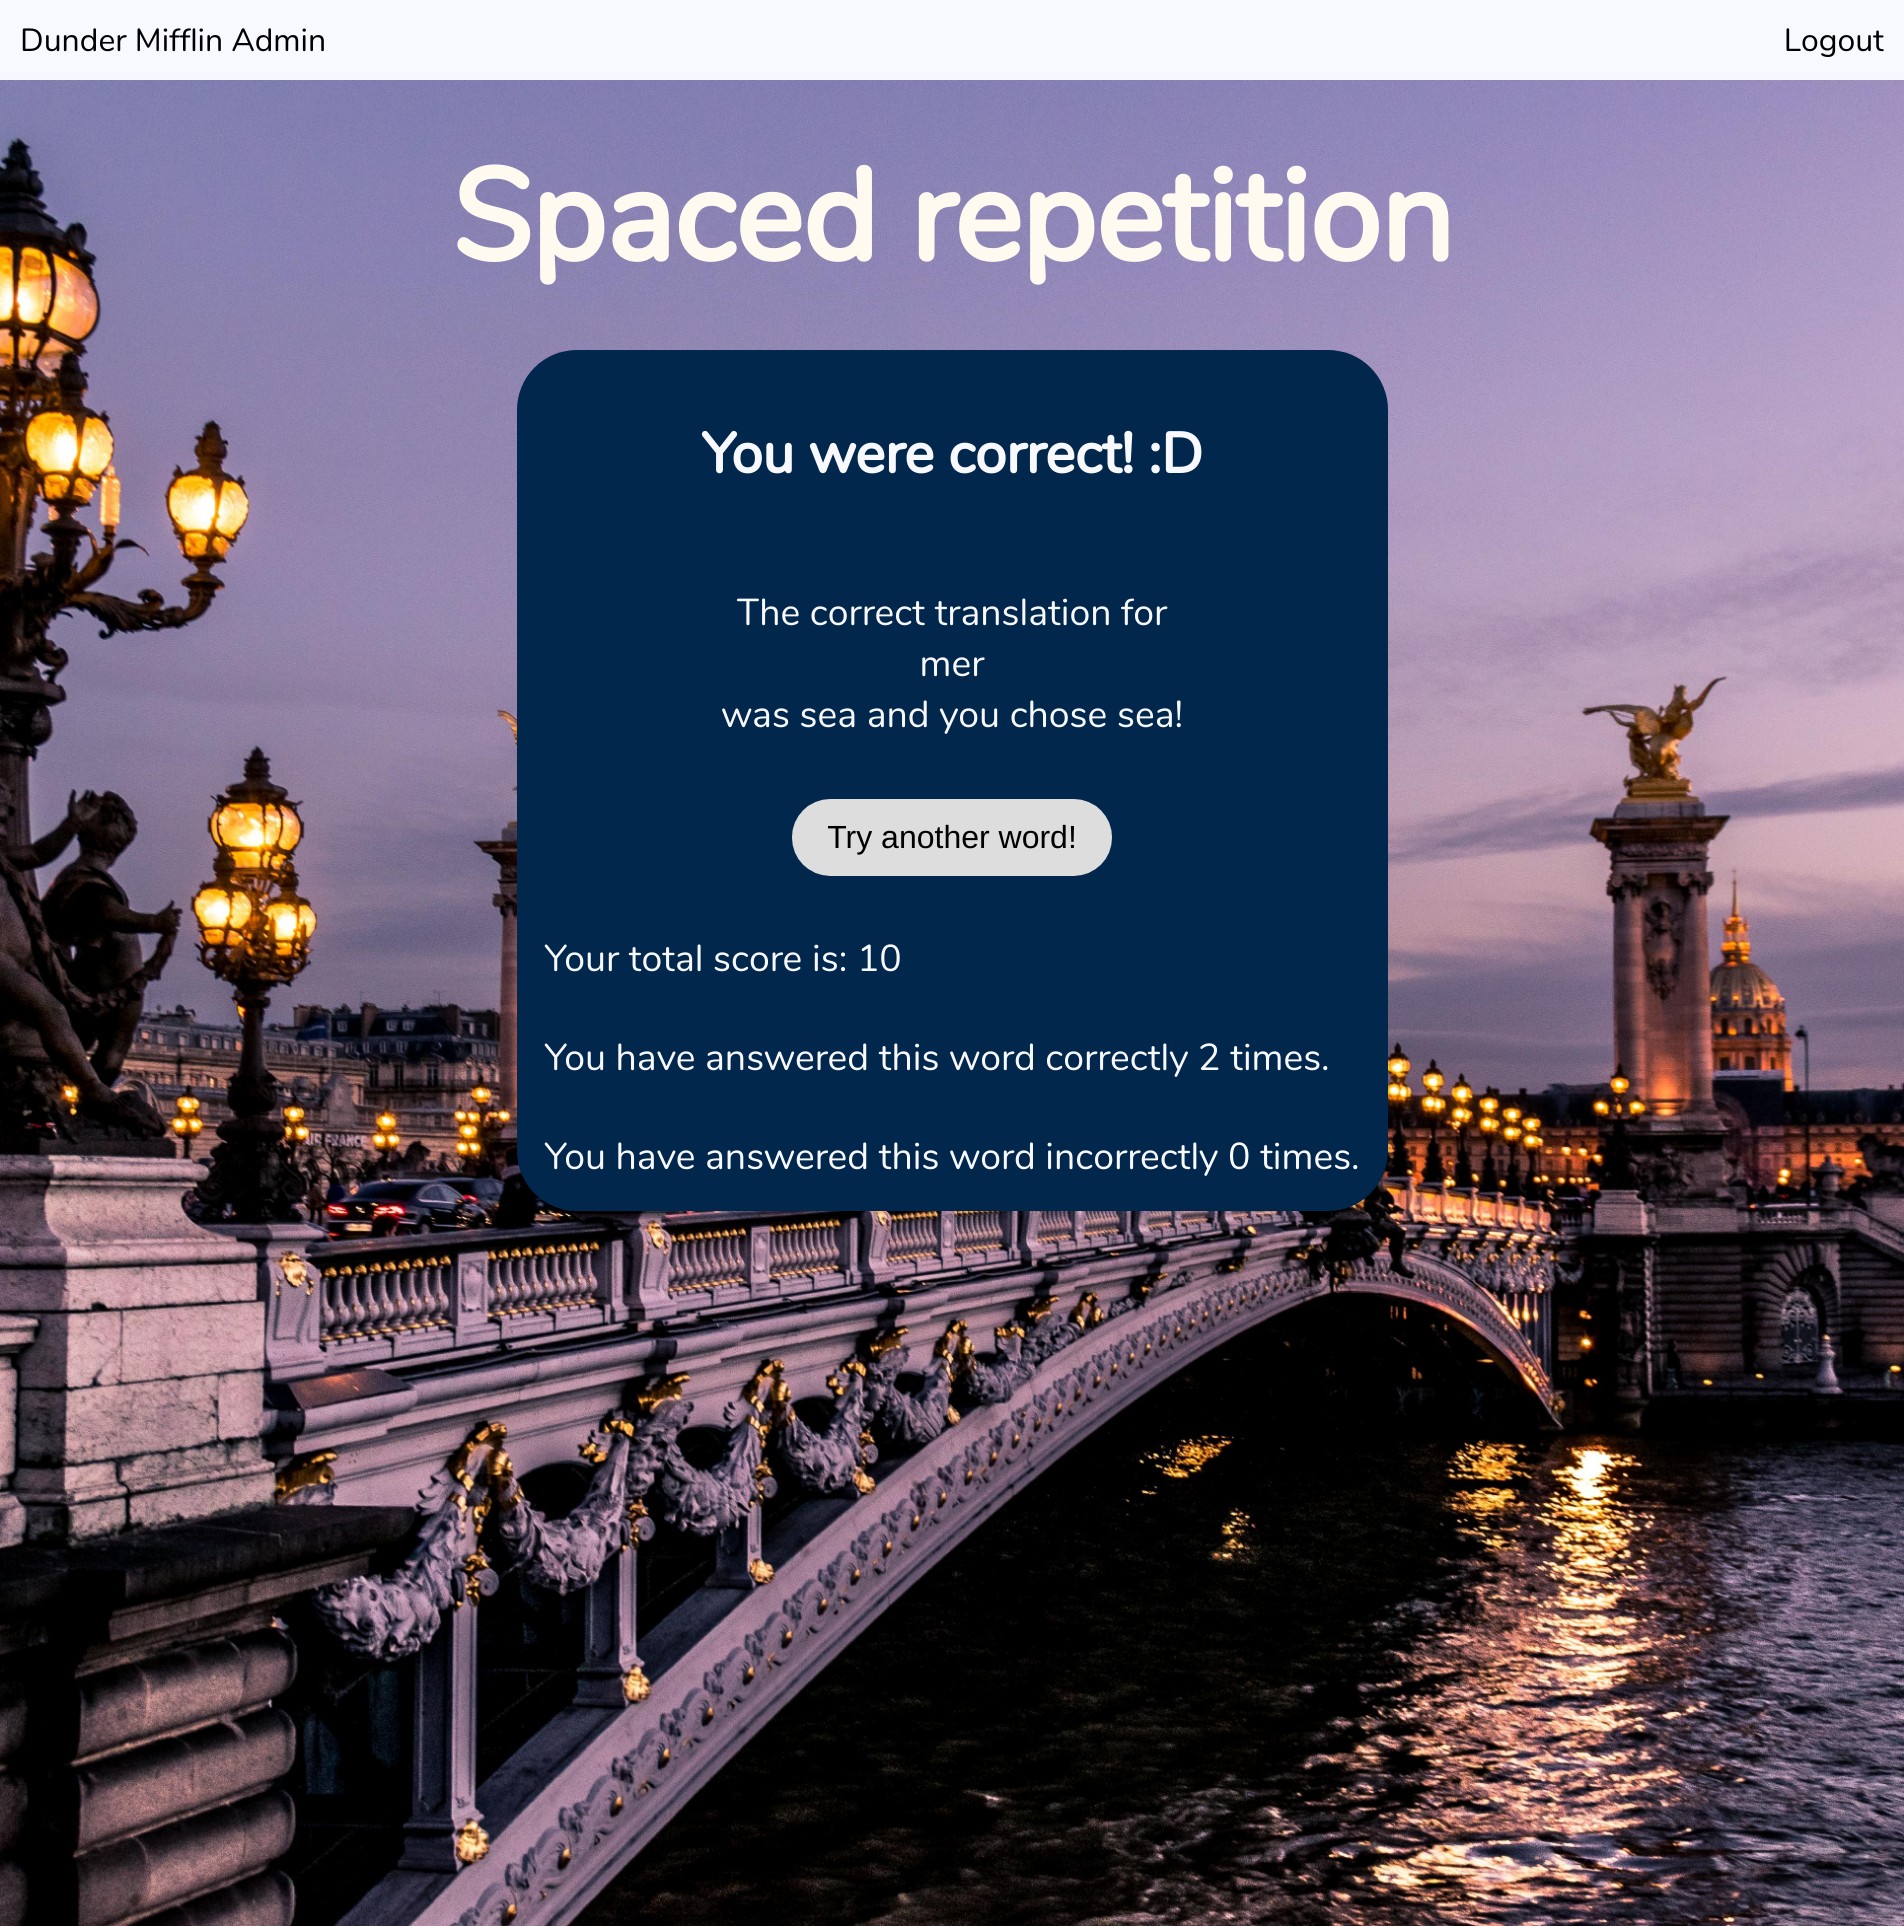 Dunder Mifflin Admin
Logout
Spaced repetition
You were correct! :D
The correct translation for
mer
was sea and you chose sea!
Try another word!
Your total score is: 10
You have answered this word correctly 2 times.
You have answered this word incorrectly 0 times.
AIR FRANCE